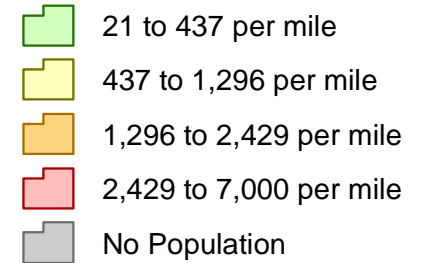 21 to 437 per mile
437 to 1,296 per mile
1,296 to 2,429 per mile
2,429 to 7,000 per mile
No Population